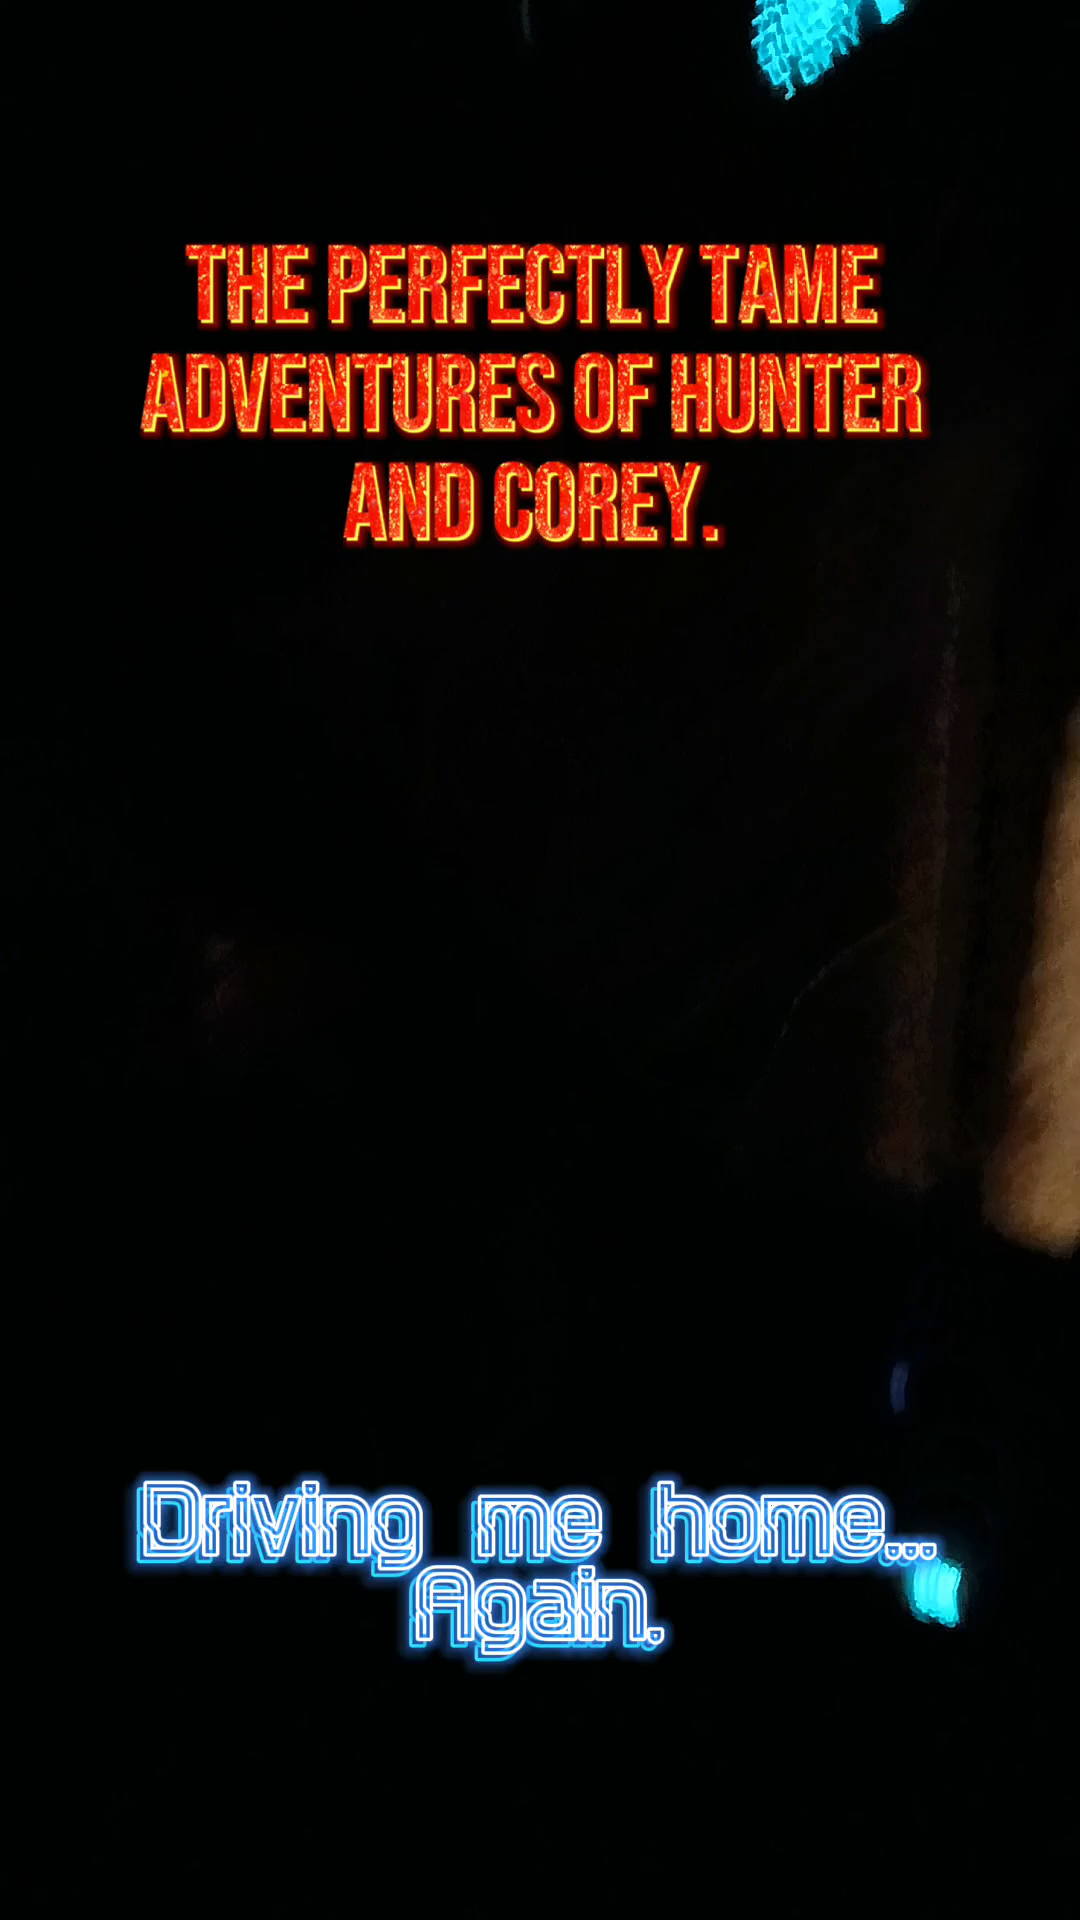 THE PERFECTLY TAME
ADVENTURES OF HUNTER
AND COREY.
Driving me home...
Again.